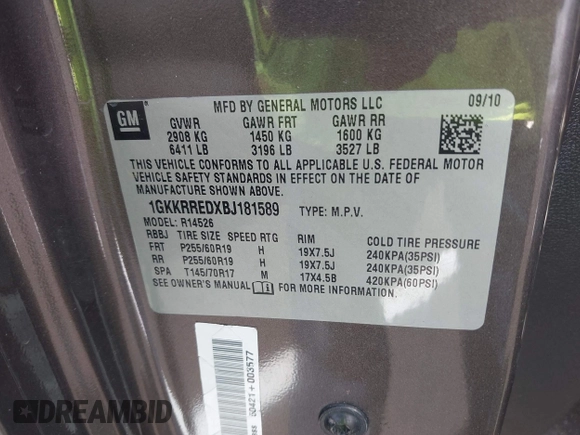 GM
MFD BY GENERAL MOTORS LLC 09/10
GVWR GAWR FRT GAWR RR
2908 KG 1450 KG 1600 KG
6411 LB 3196 LB 3527 LB
THIS VEHICLE CONFORMS TO ALL APPLICABLE U.S. FEDERAL MOTOR
VEHICLE SAFETY STANDARDS IN EFFECT ON THE DATE OF
MANUFACTURE SHOWN ABOVE.
1GKKRREDXBJ181589 TYPE: M.P.V.
MODEL: R14526
RBBJ TIRE SIZE SPEED RTG RIM COLD TIRE PRESSURE
FRT P255/60R19 H 19X7.5J 240KPA(35PSI)
RR P255/60R19 H 19X7.5J 240KPA(35PSI)
SPA T145/70R17 M 17X4.5B 420KPA(60PSI)
SEE OWNER'S MANUAL FOR MORE INFORMATION.
60421+003577
DREAMBID